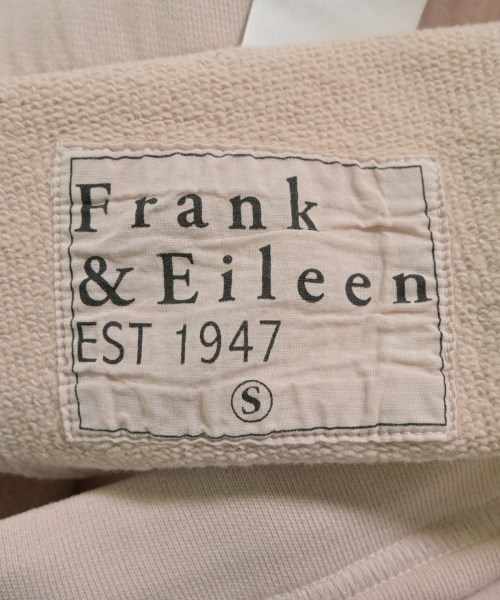 Frank
& Eileen
EST 1947
S